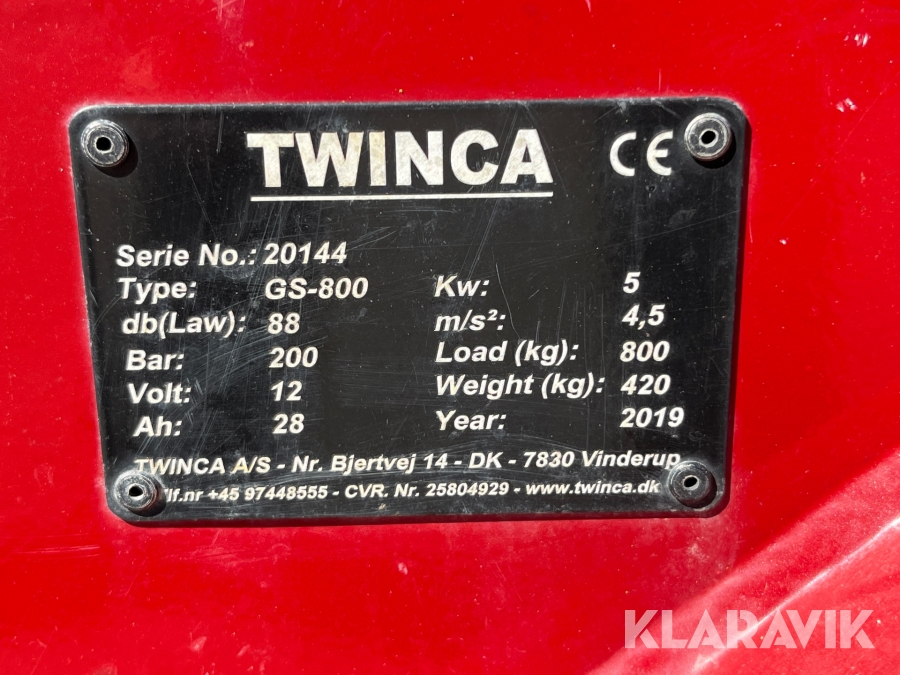 TWINCA CE
Serie No.: 20144
Type: GS-800 Kw: 5
db(Law): 88 m/s²: 4,5
Bar: 200 Load (kg): 800
Volt: 12 Weight (kg): 420
Ah: 28 Year: 2019
TWINCA A/S - Nr. Bjertvej 14 - DK - 7830 Vinderup
lf.nr +45 97448555 - CVR. Nr. 25804929 - www.twinca.dk
KLARAVIK